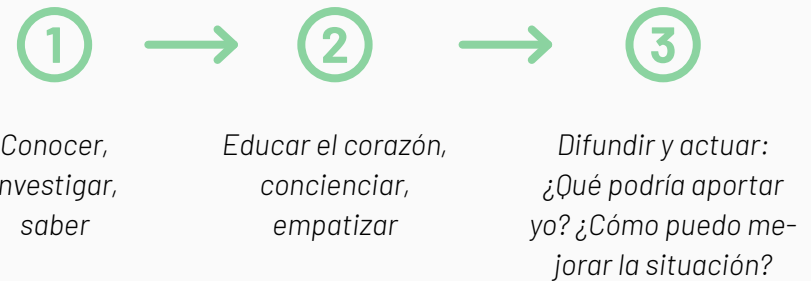 1
2
3
Conocer,
nvestigar,
saber
Educar el corazón,
concienciar,
empatizar
Difundir y actuar:
¿Qué podría aportar
yo? ¿Cómo puedo me-
jorar la situación?